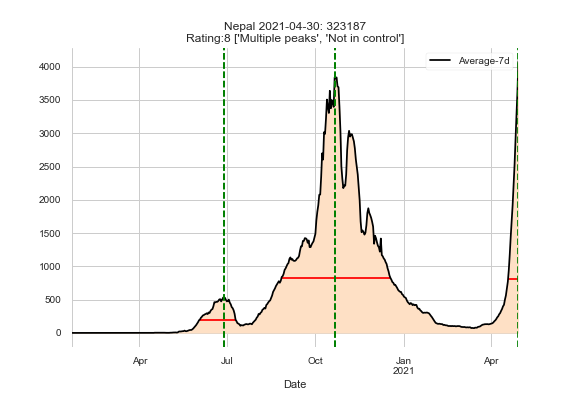 Nepal 2021-04-30: 323187
Rating:8 ['Multiple peaks', 'Not in control']
Average-7d
4000
3500
3000
2500
2000
1500
1000
500
0
Apr
Jul
Oct
Jan
2021
Apr
Date